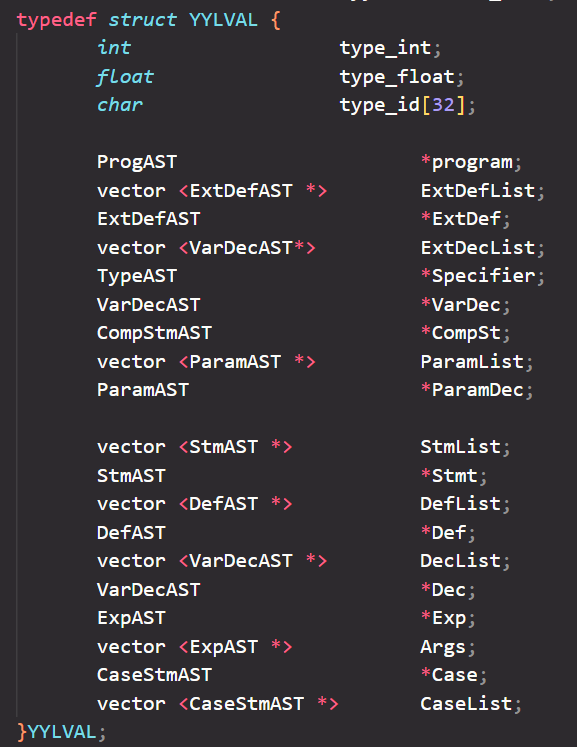 typedef struct YYLVAL {
int type_int;
float type_float;
char type_id[32];
ProgAST *program;
vector <ExtDefAST *> ExtDefList;
ExtDefAST *ExtDef;
vector <VarDecAST*> ExtDecList;
TypeAST *Specifier;
VarDecAST *VarDec;
CompStmAST *CompSt;
vector <ParamAST *> ParamList;
ParamAST *ParamDec;
vector <StmAST *> StmList;
StmAST *Stmt;
vector <DefAST *> DefList;
DefAST *Def;
vector <VarDecAST *> DecList;
VarDecAST *Dec;
ExpAST *Exp;
vector <ExpAST *> Args;
CaseStmAST *Case;
vector <CaseStmAST *> CaseList;
}YYLVAL;